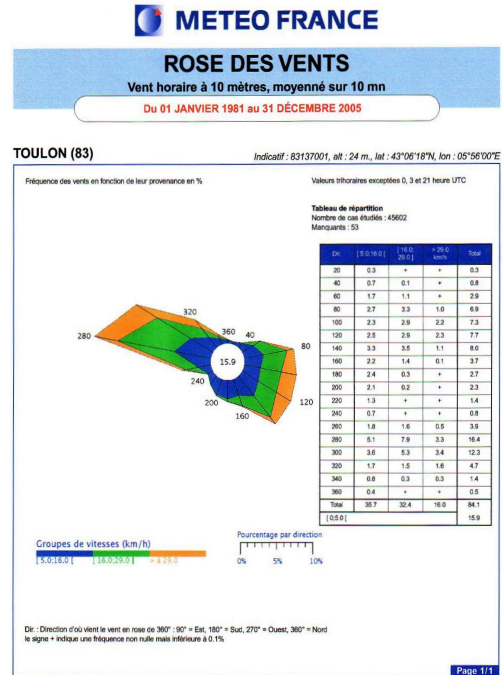 METEO FRANCE
ROSE DES VENTS
Vent horaire à 10 mètres, moyenné sur 10 mn
Du 01 JANVIER 1981 au 31 DÉCEMBRE 2005
TOULON (83)
Indicatif : 83137001, alt : 24 m., lat : 43°06'18"N, lon : 05°56'00"E
Fréquence des vents en fonction de leur provenance en %
Valeurs trihoraires exceptées 0, 3 et 21 heure UTC
Tableau de répartition
Nombre de cas étudiés : 45602
Manquants : 53
Dir. [ 5.0;16.0 [ [ 16.0; 29.0 ] > 29.0 km/h Total
20 0.3 + + 0.3
40 0.7 0.1 + 0.8
60 1.7 1.1 + 2.9
80 2.7 3.3 1.0 6.9
100 2.3 2.9 2.2 7.3
120 2.5 2.9 2.3 7.7
140 3.3 3.5 1.1 8.0
160 2.2 1.4 0.1 3.7
180 2.4 0.3 + 2.7
200 2.1 0.2 + 2.3
220 1.3 + + 1.4
240 0.7 + + 0.8
260 1.8 1.6 0.5 3.9
280 5.1 7.9 3.3 16.4
300 3.6 5.3 3.4 12.3
320 1.7 1.5 1.6 4.7
340 0.8 0.3 0.3 1.4
360 0.4 + + 0.5
Total 35.7 32.4 16.0 84.1
[ 0;5.0 [ 15.9
320
360
40
280
80
15.9
240
120
200
160
Groupes de vitesses (km/h)
[ 5.0;16.0 [ [ 16.0;29.0 ]
Pourcentage par direction
0% 5% 10%
Dir. : Direction d'où vient le vent en rose de 360° : 90° = Est, 180° = Sud, 270° = Ouest, 360° = Nord
le signe + indique une fréquence non nulle mais inférieure à 0.1%
Page 1/1